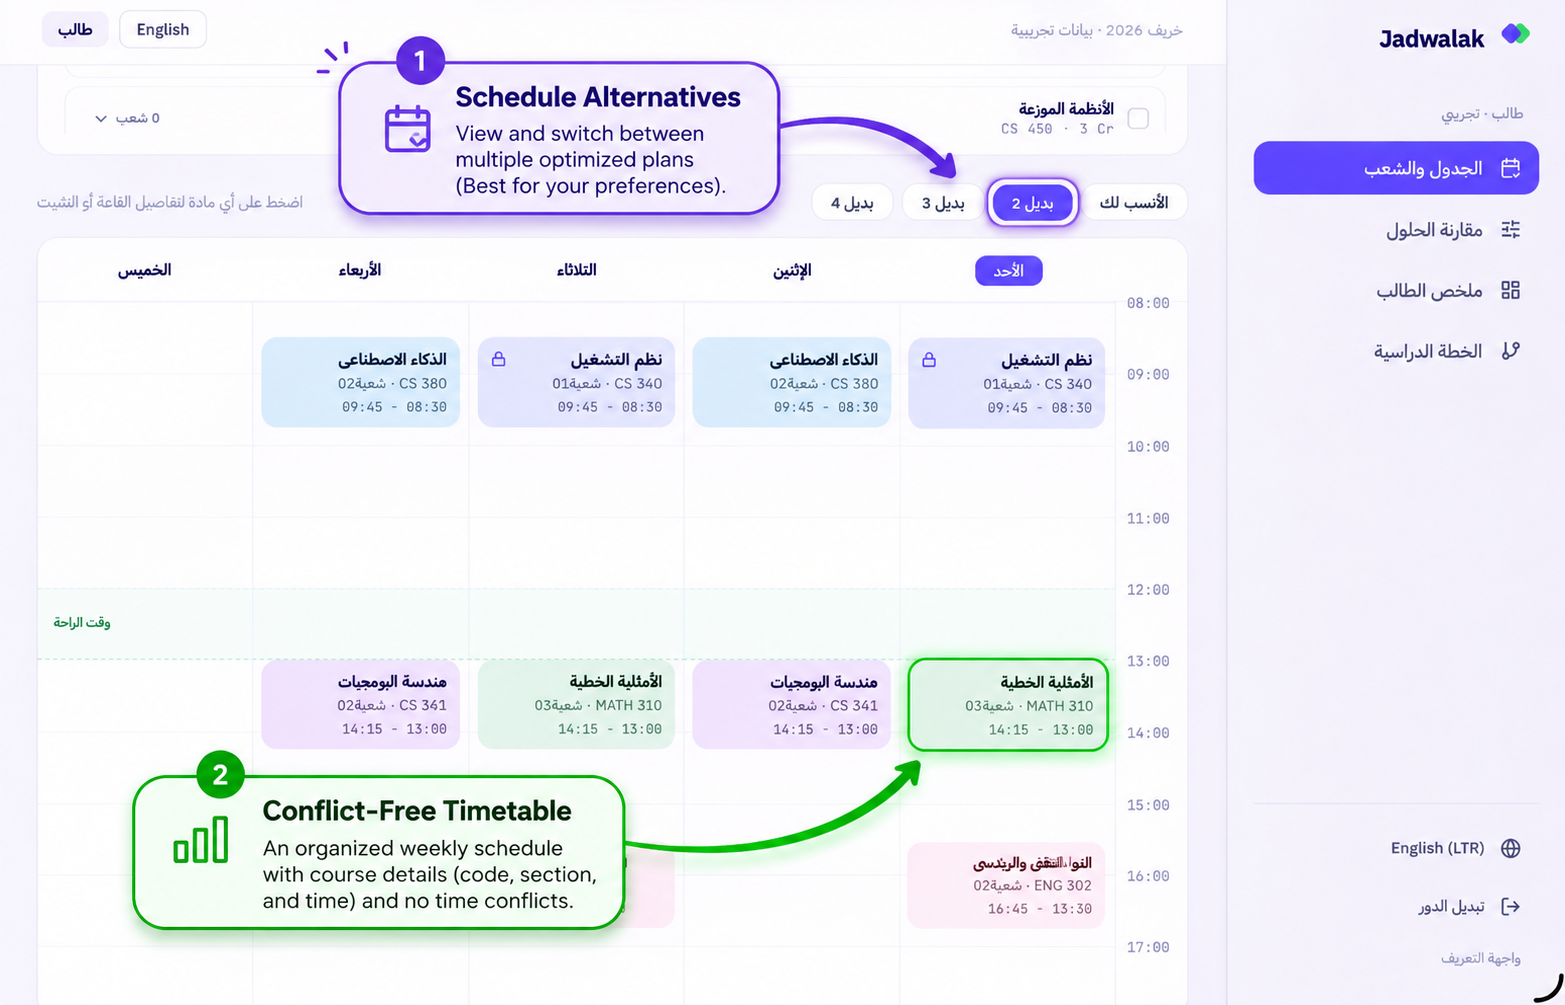 طالب
English
خريف 2026 · بيانات تجريبية
Jadwalak
طالب · تجريبي
الجدول والشعب
مقارنة الحلول
ملخص الطالب
الخطة الدراسية
English (LTR)
تبديل الدور
واجهة التعريف
الأنظمة الموزعة
CS 450 · 3 Cr
0 شعب
1
Schedule Alternatives
View and switch between
multiple optimized plans
(Best for your preferences).
الأنسب لك
بديل 2
بديل 3
بديل 4
اضخط على أي مادة لتفاصيل القاعة أو التثيت
الأحد
الإثنين
الثلاثاء
الأربعاء
الخميس
08:00
09:00
10:00
11:00
12:00
13:00
14:00
15:00
16:00
17:00
نظم التشغيل
CS 340 · شعبة01
08:30 - 09:45
الذكاء الاصطناعى
CS 380 · شعبة02
08:30 - 09:45
نظم التشغيل
CS 340 · شعبة01
08:30 - 09:45
الذكاء الاصطناعى
CS 380 · شعبة02
08:30 - 09:45
وقت الراحة
الأمثلية الخطية
MATH 310 · شعبة03
13:00 - 14:15
هندسة البومجيات
CS 341 · شعبة02
13:00 - 14:15
الأمثلية الخطية
MATH 310 · شعبة03
13:00 - 14:15
هندسة البومجيات
CS 341 · شعبة02
13:00 - 14:15
ENG 302 · شعبة02
13:30 - 16:45
2
Conflict-Free Timetable
An organized weekly schedule
with course details (code, section,
and time) and no time conflicts.